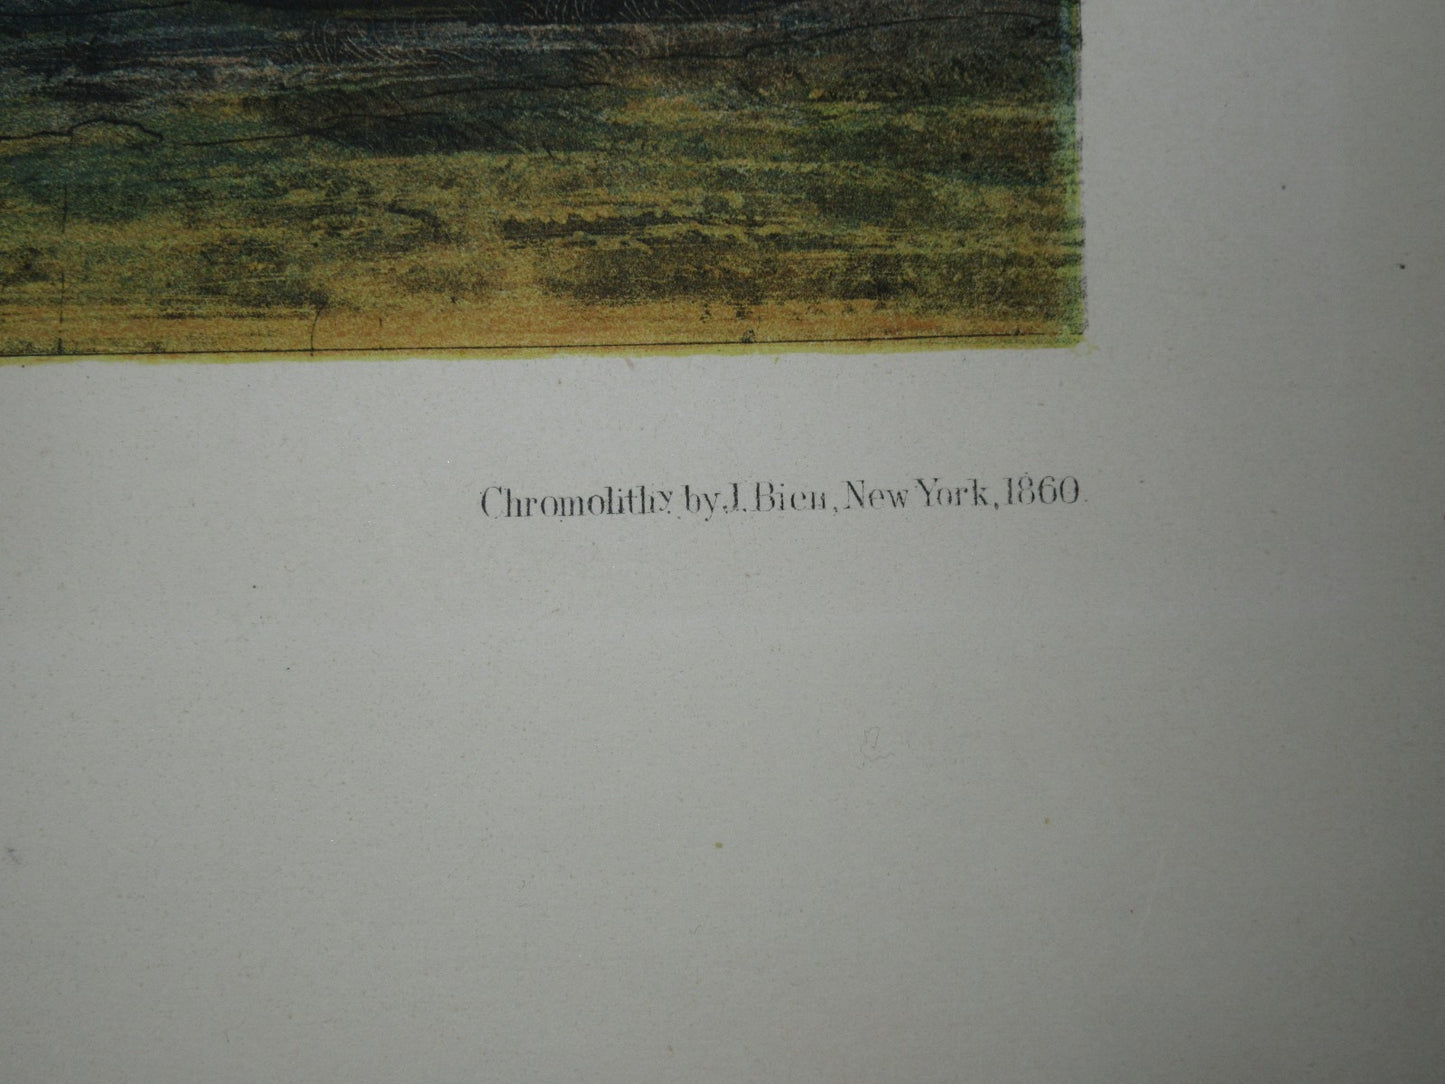 Chromolithy by J. Bien, New York, 1860.